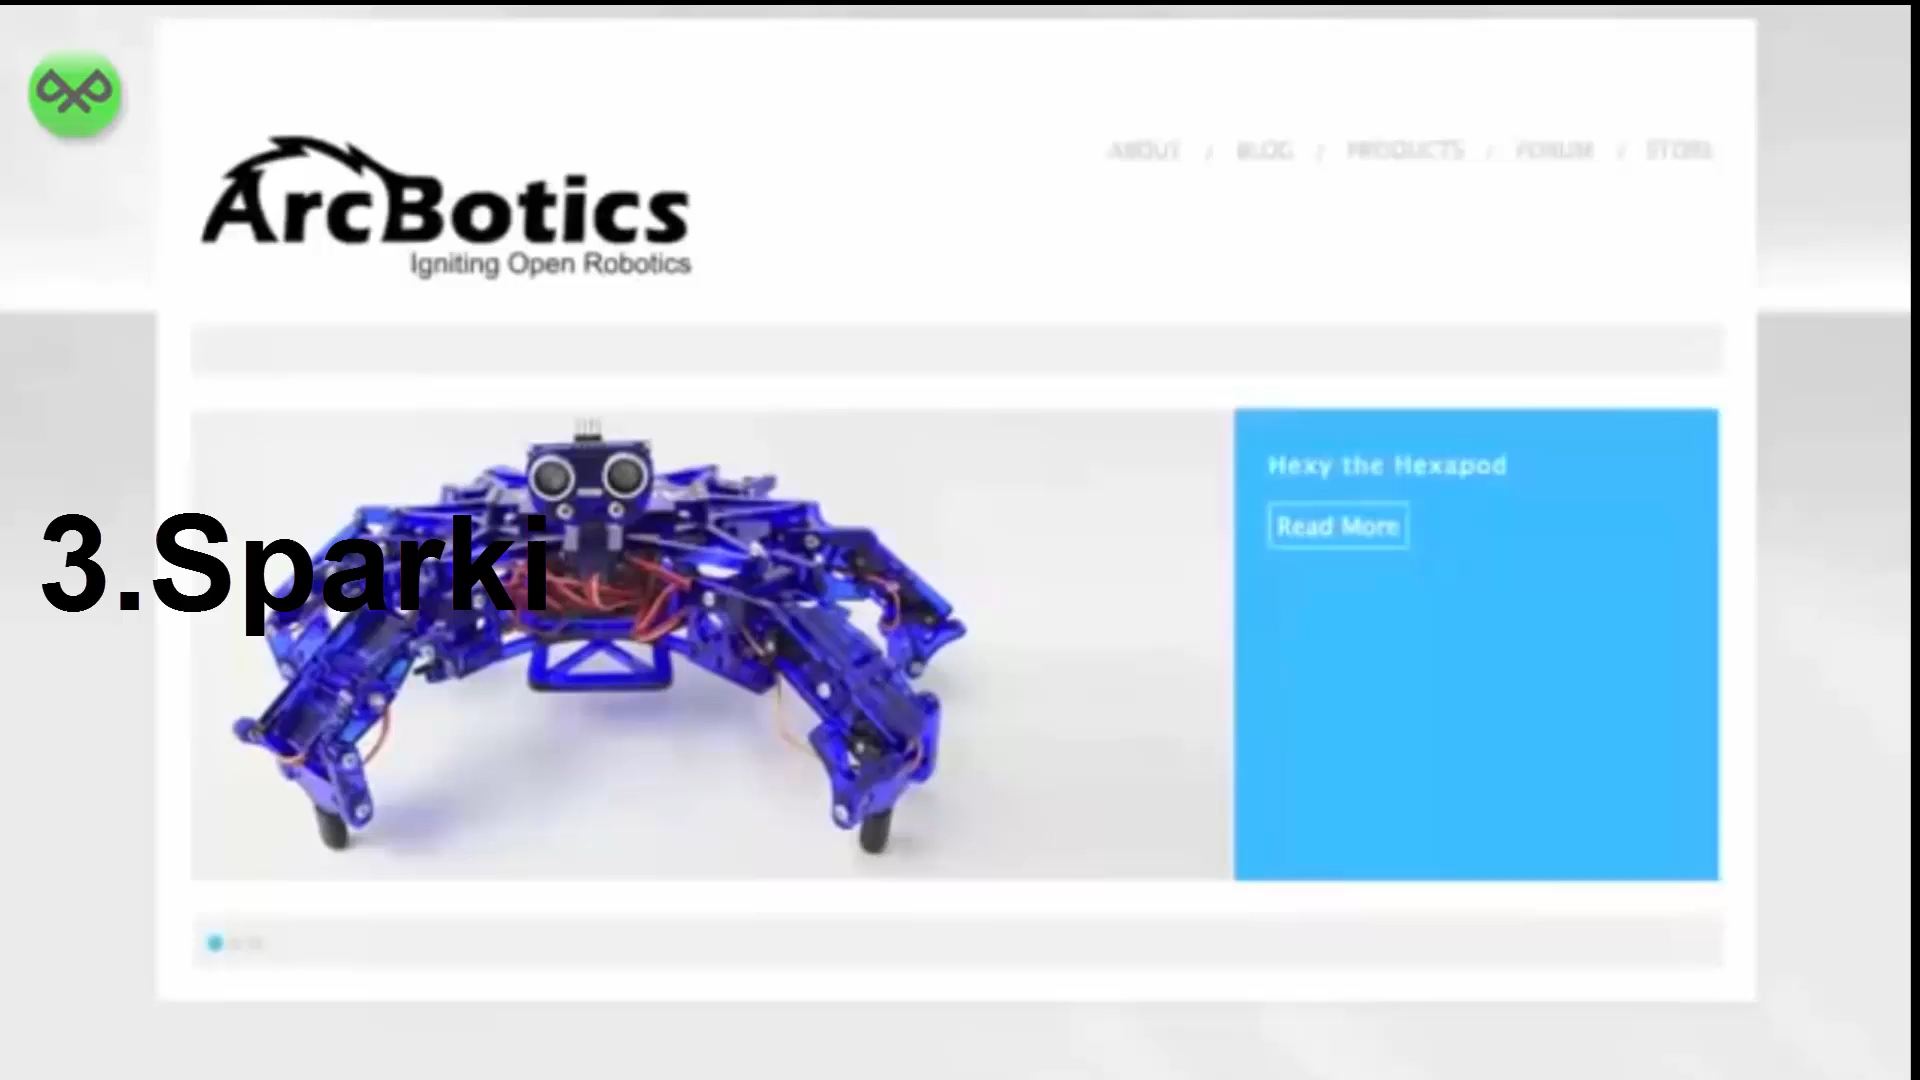 ArcBotics
Igniting Open Robotics
ABOUT / BLOG / PRODUCTS / FORUM / STORE
Hexy the Hexapod
Read More
3.Sparki